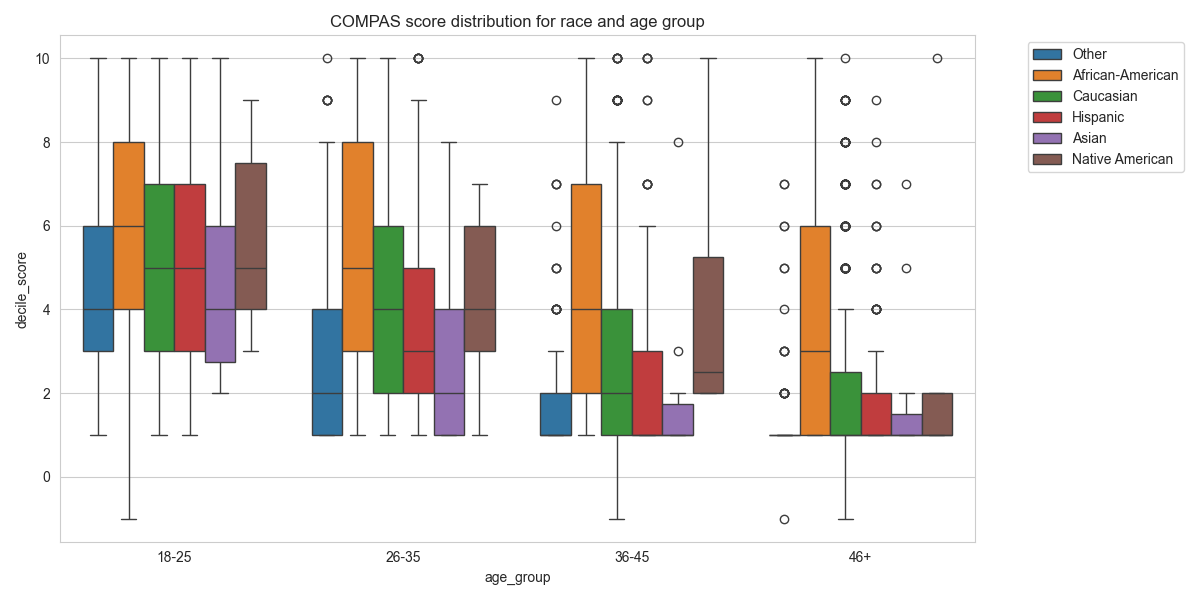 COMPAS score distribution for race and age group
Other
African-American
Caucasian
Hispanic
Asian
Native American
decile_score
10
8
6
4
2
0
18-25
26-35
36-45
46+
age_group